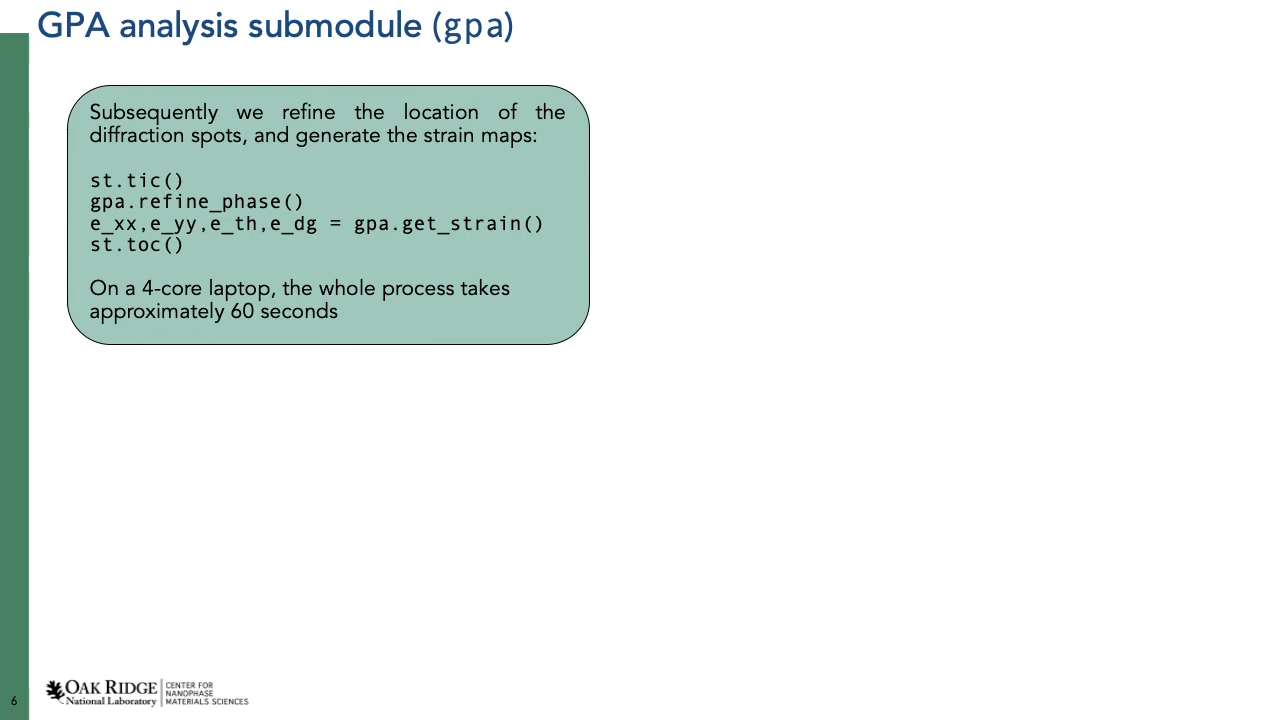 GPA analysis submodule (gpa)
Subsequently we refine the location of the
diffraction spots, and generate the strain maps:
st.tic()
gpa.refine_phase()
e_xx,e_yy,e_th,e_dg = gpa.get_strain()
st.toc()
On a 4-core laptop, the whole process takes
approximately 60 seconds
6
OAK RIDGE
National Laboratory
CENTER FOR
NANOPHASE
MATERIALS SCIENCES